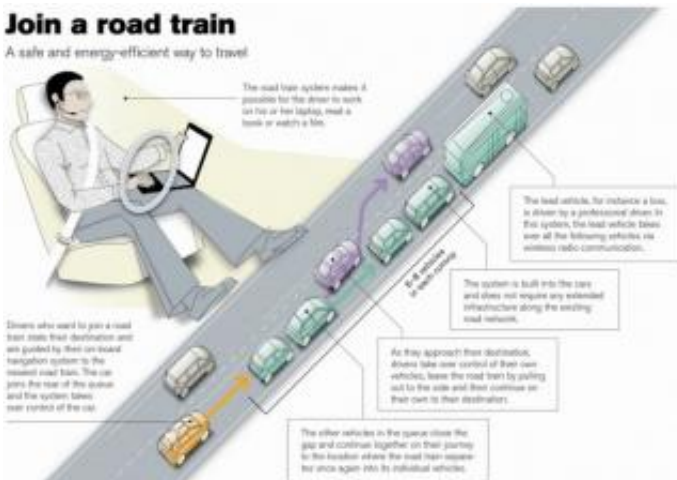 Join a road train
A safe and energy-efficient way to travel
The road train system makes it
possible for the driver to work
on his or her laptop, read a
book or watch a film.
The lead vehicle, for instance a bus,
is driven by a professional driver. In
this system, the lead vehicle takes
over all the following vehicles via
wireless radio communication.
6-8 vehicles
in each convoy
The system is built into the cars
and does not require any extended
infrastructure along the existing
road network.
Drivers who want to join a road
train state their destination and
are guided by their on-board
navigation system to the
nearest road train. The car
joins the rear of the queue
and the system takes
over control of the car.
As they approach their destination,
drivers take over control of their own
vehicles, leave the road train by pulling
out to the side and then continue on
their own to their destination.
The other vehicles in the queue close the
gap and continue together on their journey
to the location where the road train separa-
tes once again into its individual vehicles.